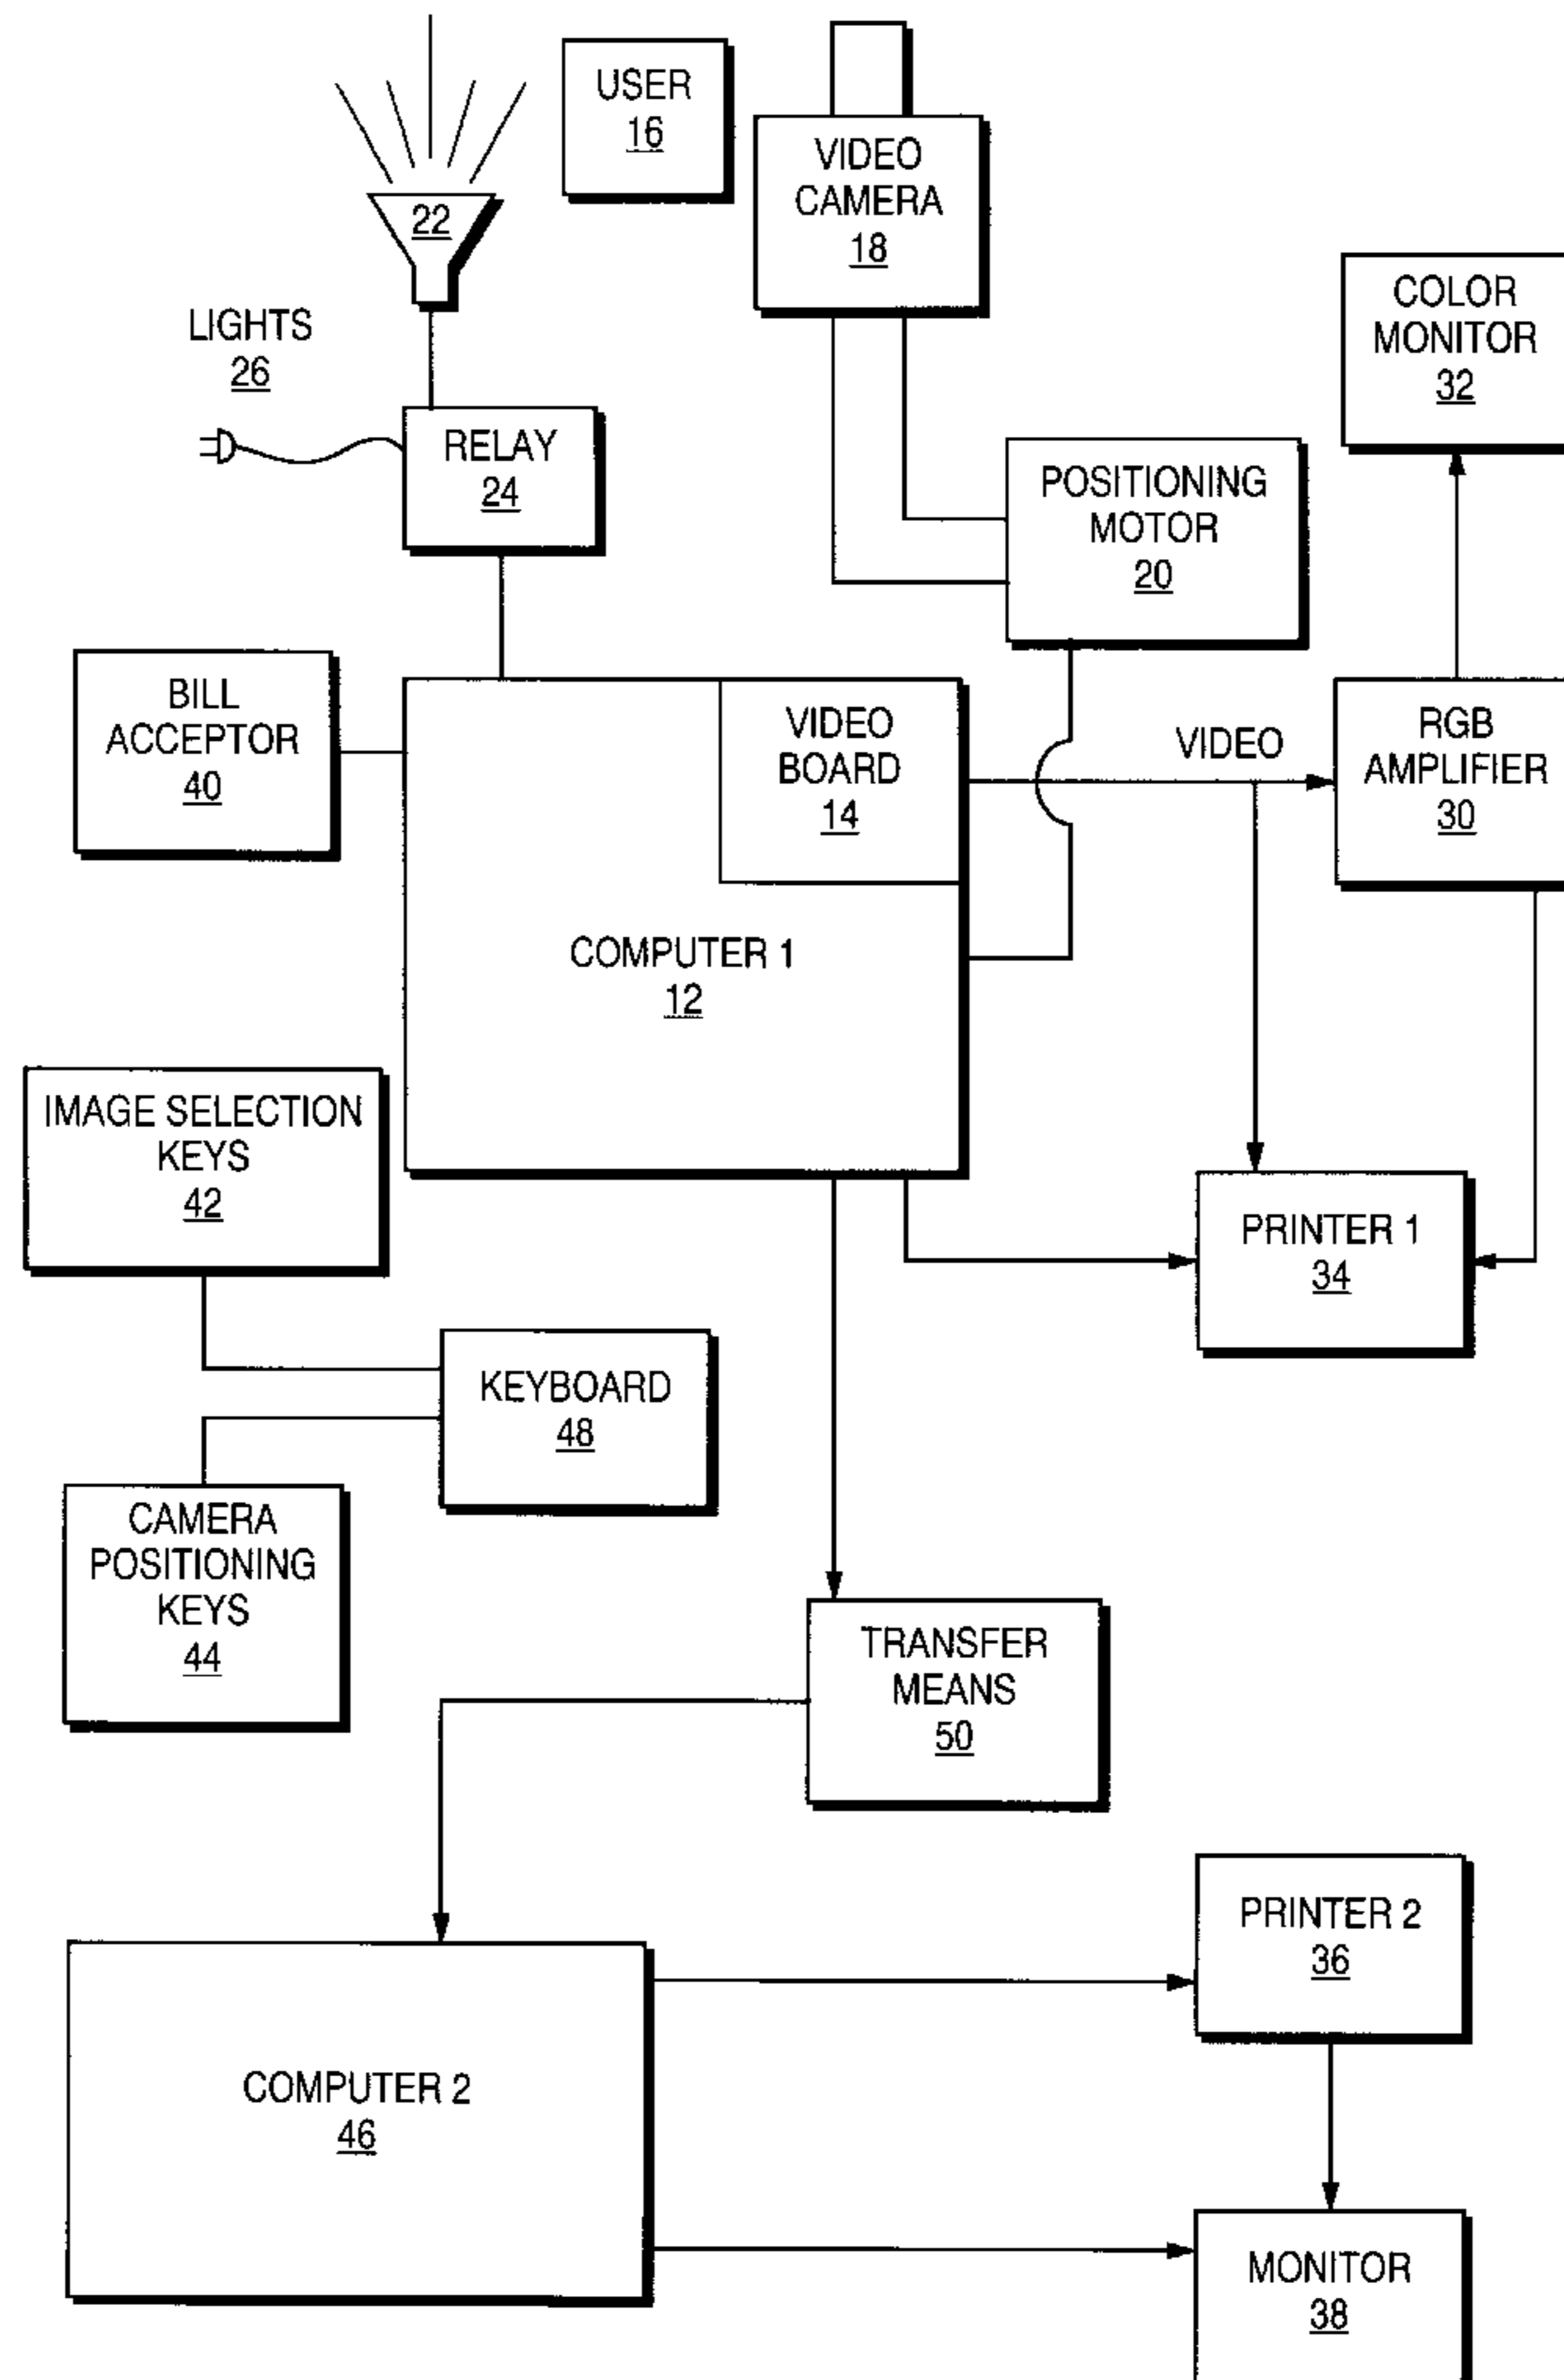 USER
16
VIDEO
CAMERA
18
22
LIGHTS
26
COLOR
MONITOR
32
RELAY
24
POSITIONING
MOTOR
20
BILL
ACCEPTOR
40
VIDEO
BOARD
14
VIDEO
RGB
AMPLIFIER
30
COMPUTER 1
12
IMAGE SELECTION
KEYS
42
PRINTER 1
34
KEYBOARD
48
CAMERA
POSITIONING
KEYS
44
TRANSFER
MEANS
50
PRINTER 2
36
COMPUTER 2
46
MONITOR
38